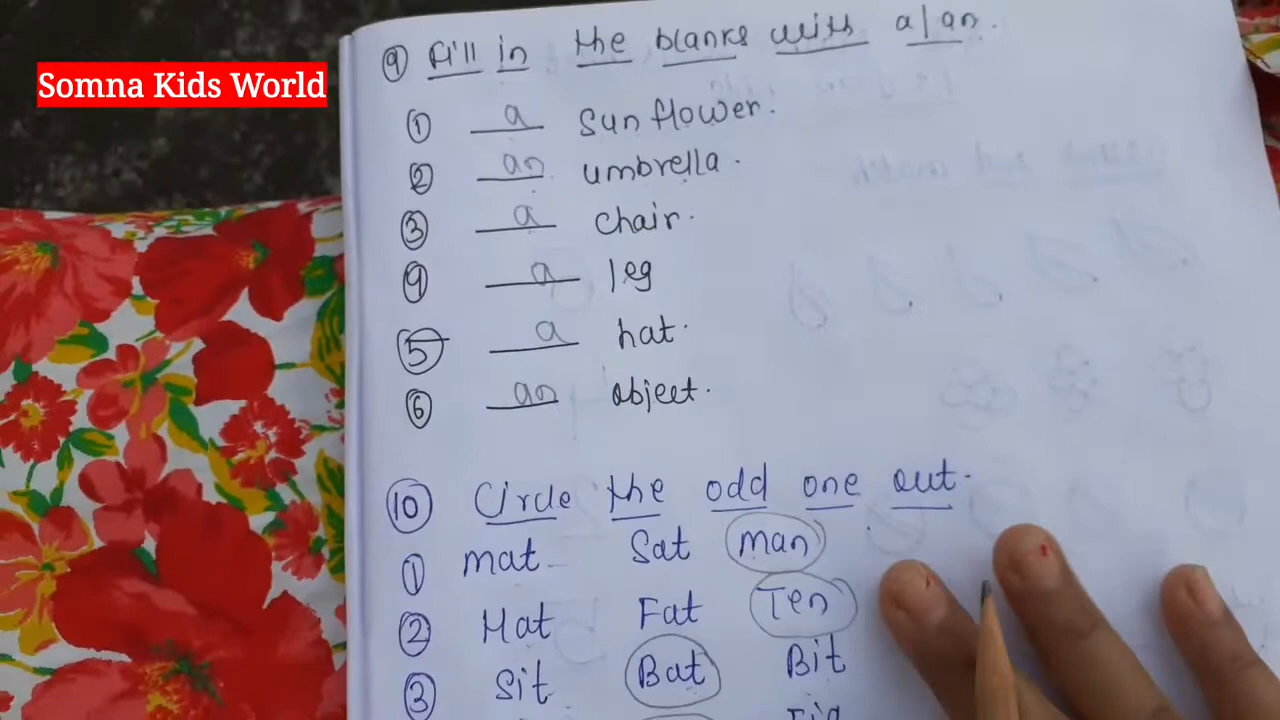 Somna Kids World
9 Fill in the blanks with a/an.
1 a sunflower.
2 an umbrella.
3 a chair.
4 a leg
5 a hat.
6 an object.
10 Circle the odd one out.
1 mat Sat man
2 Hat Fat Ten
3 Sit Bat Bit